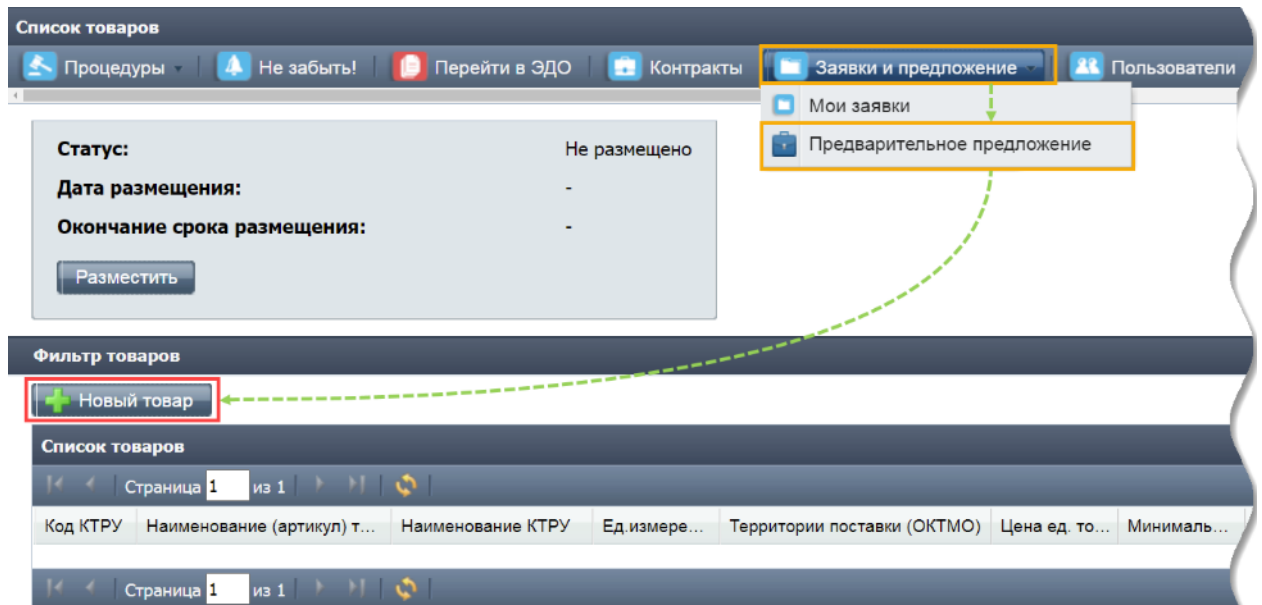 Список товаров
Процедуры Не забыть! Перейти в ЭДО Контракты Заявки и предложение Пользователи
Мои заявки
Предварительное предложение
Статус: Не размещено
Дата размещения: -
Окончание срока размещения: -
Разместить
Фильтр товаров
Новый товар
Список товаров
Страница 1 из 1
Код КТРУ Наименование (артикул) т... Наименование КТРУ Ед.измере... Территории поставки (ОКТМО) Цена ед. то... Минималь...
Страница 1 из 1